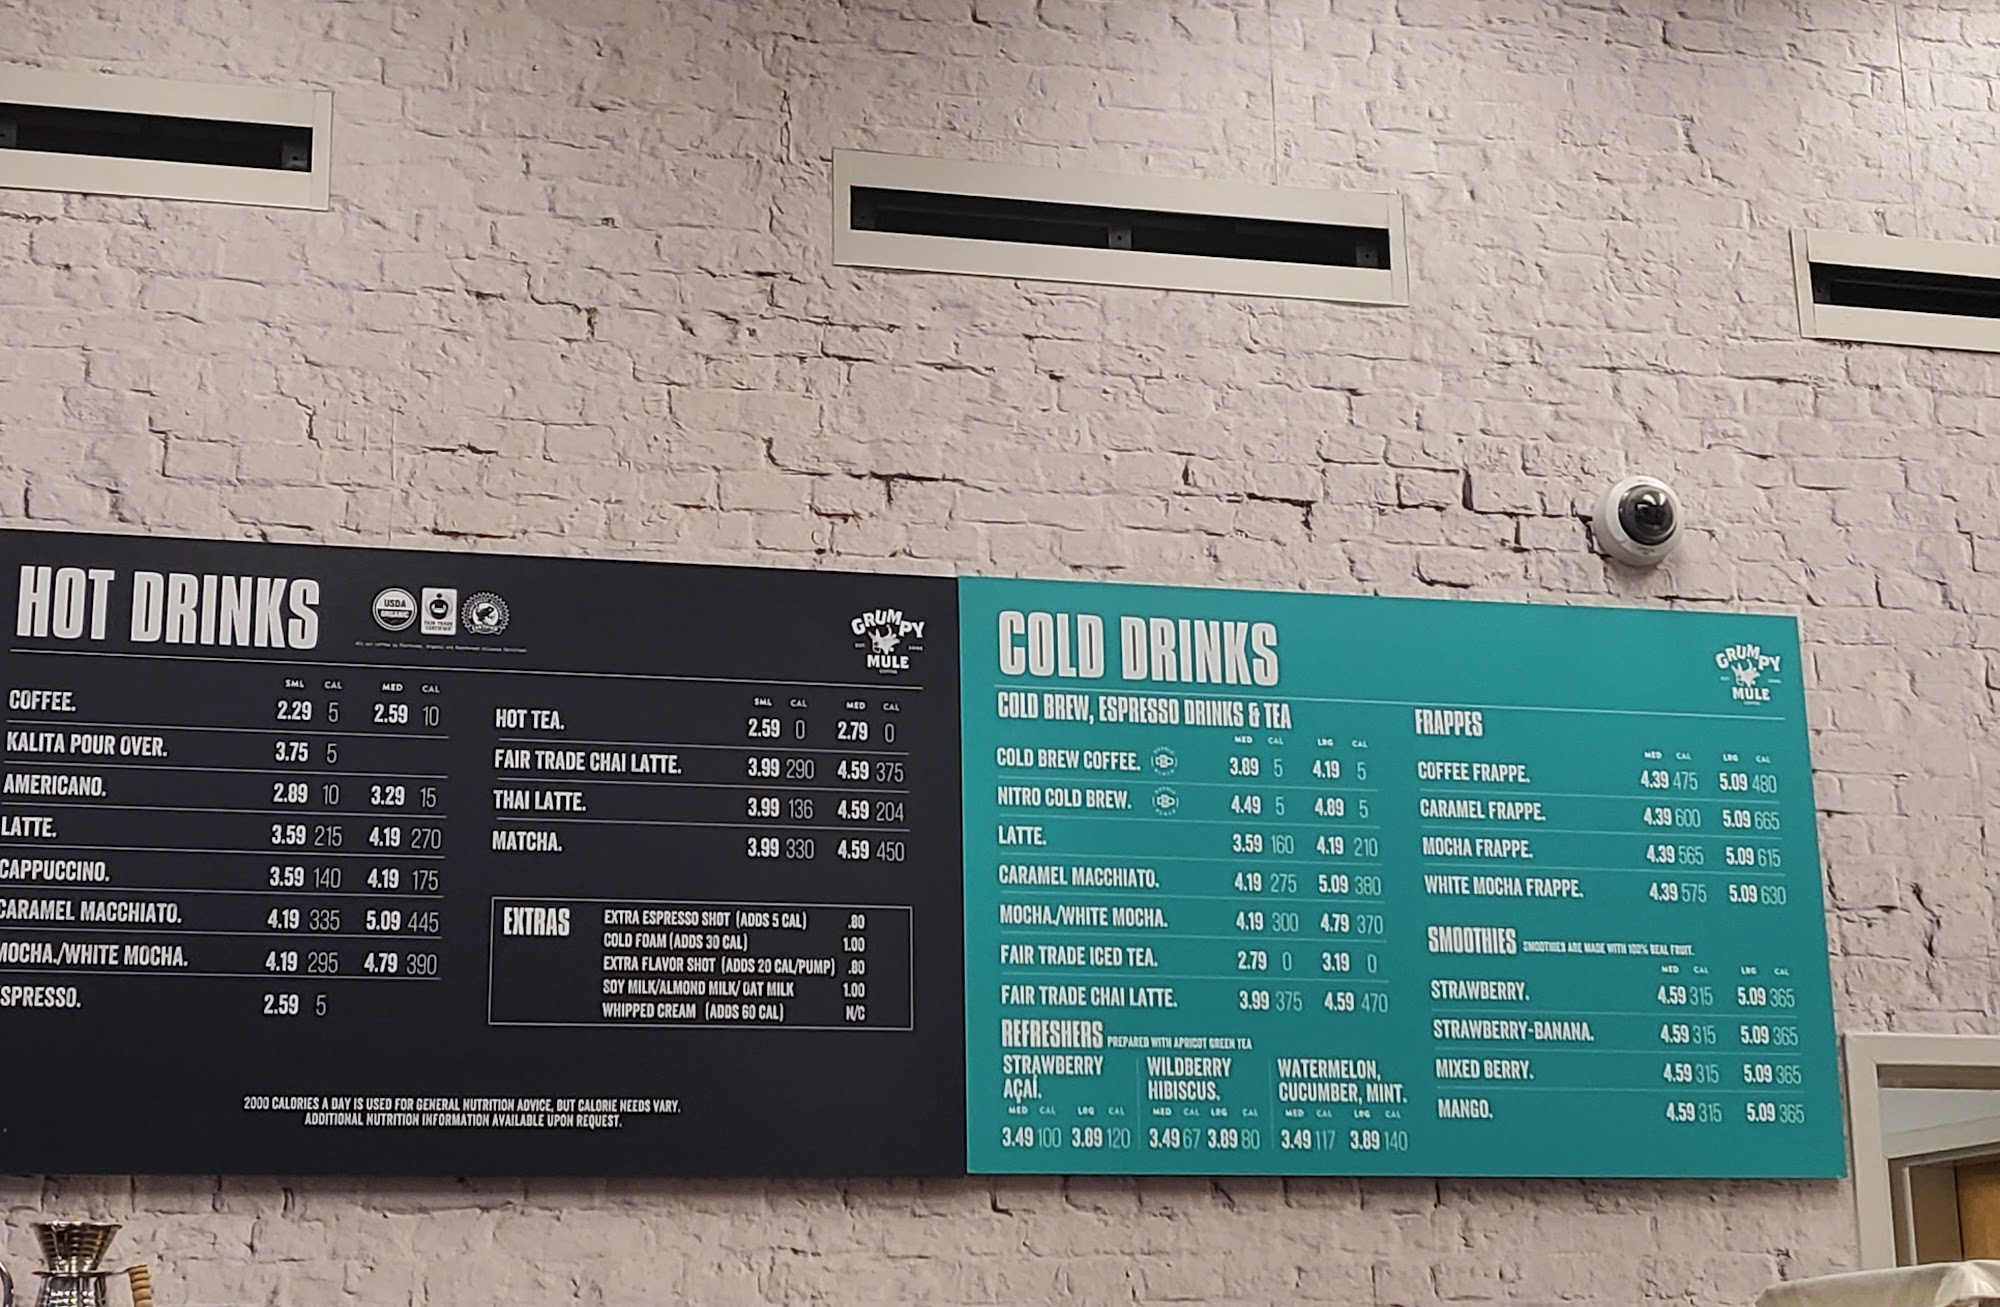 HOT DRINKS
USDA
ORGANIC
FAIR TRADE
CERTIFIED
GRUMPY
MULE
COFFEE
SML CAL MED CAL
COFFEE. 2.29 5 2.59 10
KALITA POUR OVER. 3.75 5
AMERICANO. 2.89 10 3.29 15
LATTE. 3.59 215 4.19 270
CAPPUCCINO. 3.59 140 4.19 175
CARAMEL MACCHIATO. 4.19 335 5.09 445
MOCHA./WHITE MOCHA. 4.19 295 4.79 390
SPRESSO. 2.59 5
SML CAL MED CAL
HOT TEA. 2.59 0 2.79 0
FAIR TRADE CHAI LATTE. 3.99 290 4.59 375
THAI LATTE. 3.99 136 4.59 204
MATCHA. 3.99 330 4.59 450
EXTRAS
EXTRA ESPRESSO SHOT (ADDS 5 CAL) .80
COLD FOAM (ADDS 30 CAL) 1.00
EXTRA FLAVOR SHOT (ADDS 20 CAL/PUMP) .80
SOY MILK/ALMOND MILK/ OAT MILK 1.00
WHIPPED CREAM (ADDS 60 CAL) N/C
2000 CALORIES A DAY IS USED FOR GENERAL NUTRITION ADVICE, BUT CALORIE NEEDS VARY.
ADDITIONAL NUTRITION INFORMATION AVAILABLE UPON REQUEST.
COLD DRINKS
GRUMPY
MULE
COLD BREW, ESPRESSO DRINKS & TEA
MED CAL LRG CAL
COLD BREW COFFEE. 3.89 5 4.19 5
NITRO COLD BREW. 4.49 5 4.89 5
LATTE. 3.59 160 4.19 210
CARAMEL MACCHIATO. 4.19 275 5.09 380
MOCHA./WHITE MOCHA. 4.19 300 4.79 370
FAIR TRADE ICED TEA. 2.79 0 3.19 0
FAIR TRADE CHAI LATTE. 3.99 375 4.59 470
REFRESHERS PREPARED WITH APRICOT GREEN TEA
STRAWBERRY
AÇAÍ.
MED CAL LRG CAL
3.49 100 3.89 120
WILDBERRY
HIBISCUS.
MED CAL LRG CAL
3.49 67 3.89 80
WATERMELON,
CUCUMBER, MINT.
MED CAL LRG CAL
3.49 117 3.89 140
FRAPPES
MED CAL LRG CAL
COFFEE FRAPPE. 4.39 475 5.09 480
CARAMEL FRAPPE. 4.39 600 5.09 665
MOCHA FRAPPE. 4.39 565 5.09 615
WHITE MOCHA FRAPPE. 4.39 575 5.09 630
SMOOTHIES SMOOTHIES ARE MADE WITH 100% REAL FRUIT.
MED CAL LRG CAL
STRAWBERRY. 4.59 315 5.09 365
STRAWBERRY-BANANA. 4.59 315 5.09 365
MIXED BERRY. 4.59 315 5.09 365
MANGO. 4.59 315 5.09 365